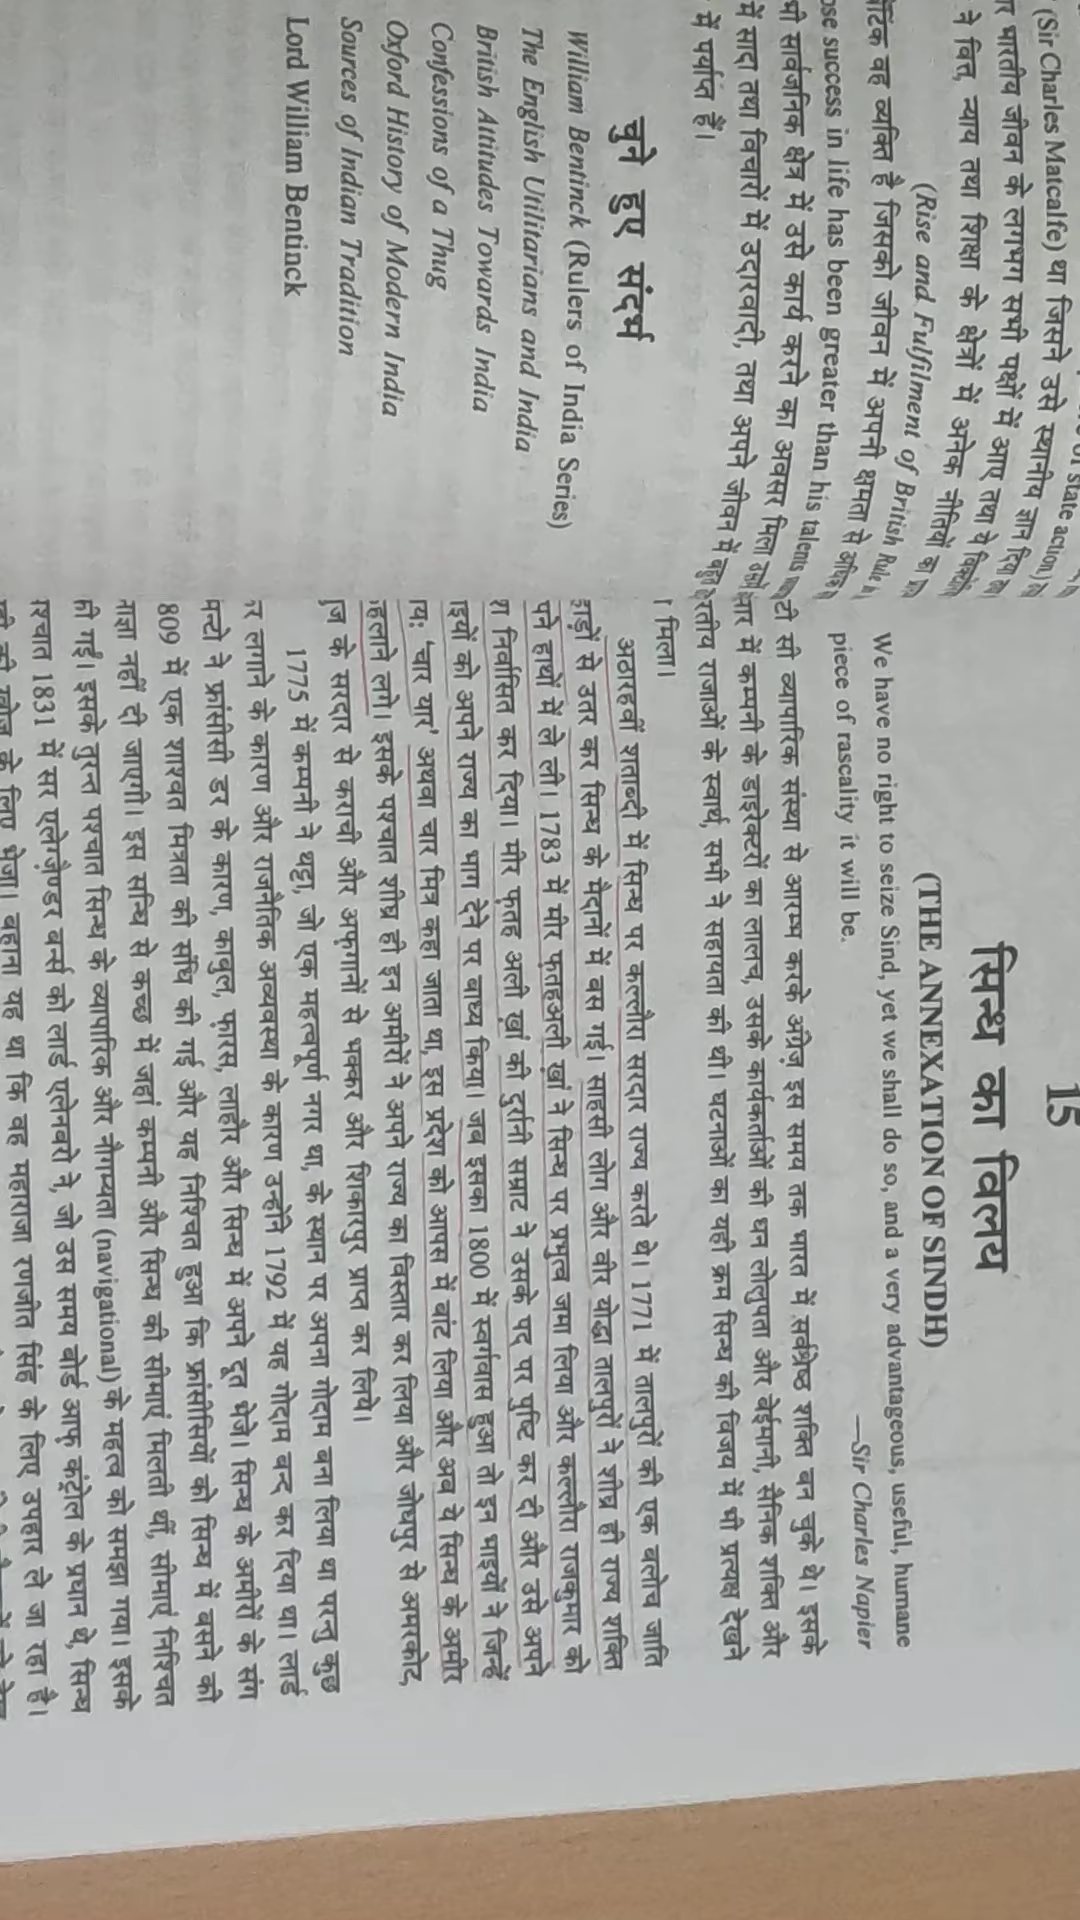 (Sir Charles Matcalfe) था जिसने उसे स्थानीय ज्ञान दिया
भारतीय जीवन के लगभग सभी पक्षों में आए तथा ये
ने वित्त, न्याय तथा शिक्षा के क्षेत्रों में अनेक नीतियों का
(Rise and Fulfilment of British Rule
वह व्यक्ति है जिसको जीवन में अपनी क्षमता से अधिक
success in life has been greater than his talents
भी सार्वजनिक क्षेत्र में उसे कार्य करने का अवसर मिला उसने
में सादा तथा विचारों में उदारवादी, तथा अपने जीवन में बहुत
में पर्याप्त हैं।
चुने हुए संदर्भ
William Bentinck (Rulers of India Series)
The English Utilitarians and India
British Attitudes Towards India
Confessions of a Thug
Oxford History of Modern India
Sources of Indian Tradition
Lord William Bentinck
15
सिन्ध का विलय
(THE ANNEXATION OF SINDH)
We have no right to seize Sind, yet we shall do so, and a very advantageous, useful, humane
piece of rascality it will be.
—Sir Charles Napier
टी सी व्यापारिक संस्था से आरम्भ करके अंग्रेज़ इस समय तक भारत में सर्वश्रेष्ठ शक्ति बन चुके थे। इसके
में कम्पनी के डाइरेक्टरों का लालच, उसके कार्यकर्ताओं की धन लोलुपता और बेईमानी, सैनिक शक्ति और
रतीय राजाओं के स्वार्थ, सभी ने सहायता की थी। घटनाओं का यही क्रम सिन्ध की विजय में भी प्रत्यक्ष देखने
मिला।
अठारहवीं शताब्दी में सिन्ध पर कल्लौरा सरदार राज्य करते थे। 1771 में तालपुरों की एक बलोच जाति
हाड़ों से उतर कर सिन्ध के मैदानों में बस गई। साहसी लोग और वीर योद्धा तालपुरों ने शीघ्र ही राज्य शक्ति
पने हाथों में ले ली। 1783 में मीर फ़तहअली ख़ां ने सिन्ध पर प्रभुत्व जमा लिया और कल्लौरा राजकुमार को
श निर्वासित कर दिया। मीर फ़तह अली ख़ां की दुर्रानी सम्राट ने उसके पद पर पुष्टि कर दी और उसे अपने
इयों को अपने राज्य का भाग देने पर बाध्य किया। जब इसका 1800 में स्वर्गवास हुआ तो इन भाइयों ने जिन्हें
यः 'चार यार' अथवा चार मित्र कहा जाता था, इस प्रदेश को आपस में बांट लिया और अब ये सिन्ध के अमीर
हलाने लगे। इसके पश्चात शीघ्र ही इन अमीरों ने अपने राज्य का विस्तार कर लिया और जोधपुर से अमरकोट,
ज के सरदार से कराची और अफ़गानों से भक्कर और शिकारपुर प्राप्त कर लिये।
1775 में कम्पनी ने थट्टा, जो एक महत्वपूर्ण नगर था, के स्थान पर अपना गोदाम बना लिया था परन्तु कुछ
र लगाने के कारण और राजनैतिक अव्यवस्था के कारण उन्होंने 1792 में यह गोदाम बन्द कर दिया था। लार्ड
मन्टो ने फ्रांसीसी डर के कारण, काबुल, फ़ारस, लाहौर और सिन्ध में अपने दूत भेजे। सिन्ध के अमीरों के संग
809 में एक शाश्वत मित्रता की संधि की गई और यह निश्चित हुआ कि फ्रांसीसियों को सिन्ध में बसने की
ाज्ञा नहीं दी जाएगी। इस सन्धि से कच्छ में जहां कम्पनी और सिन्ध की सीमाएं मिलती थीं, सीमाएं निश्चित
ी गईं। इसके तुरन्त पश्चात सिन्ध के व्यापारिक और नौगम्यता (navigational) के महत्व को समझा गया। इसके
श्चात 1831 में सर एलेग्ज़ैण्डर बर्न्स को लार्ड एलेनबरो ने, जो उस समय बोर्ड आफ़ कंट्रोल के प्रधान थे, सिन्ध
की खोज के लिए भेजा। बहाना यह था कि वह महाराजा रणजीत सिंह के लिए उपहार ले जा रहा है।